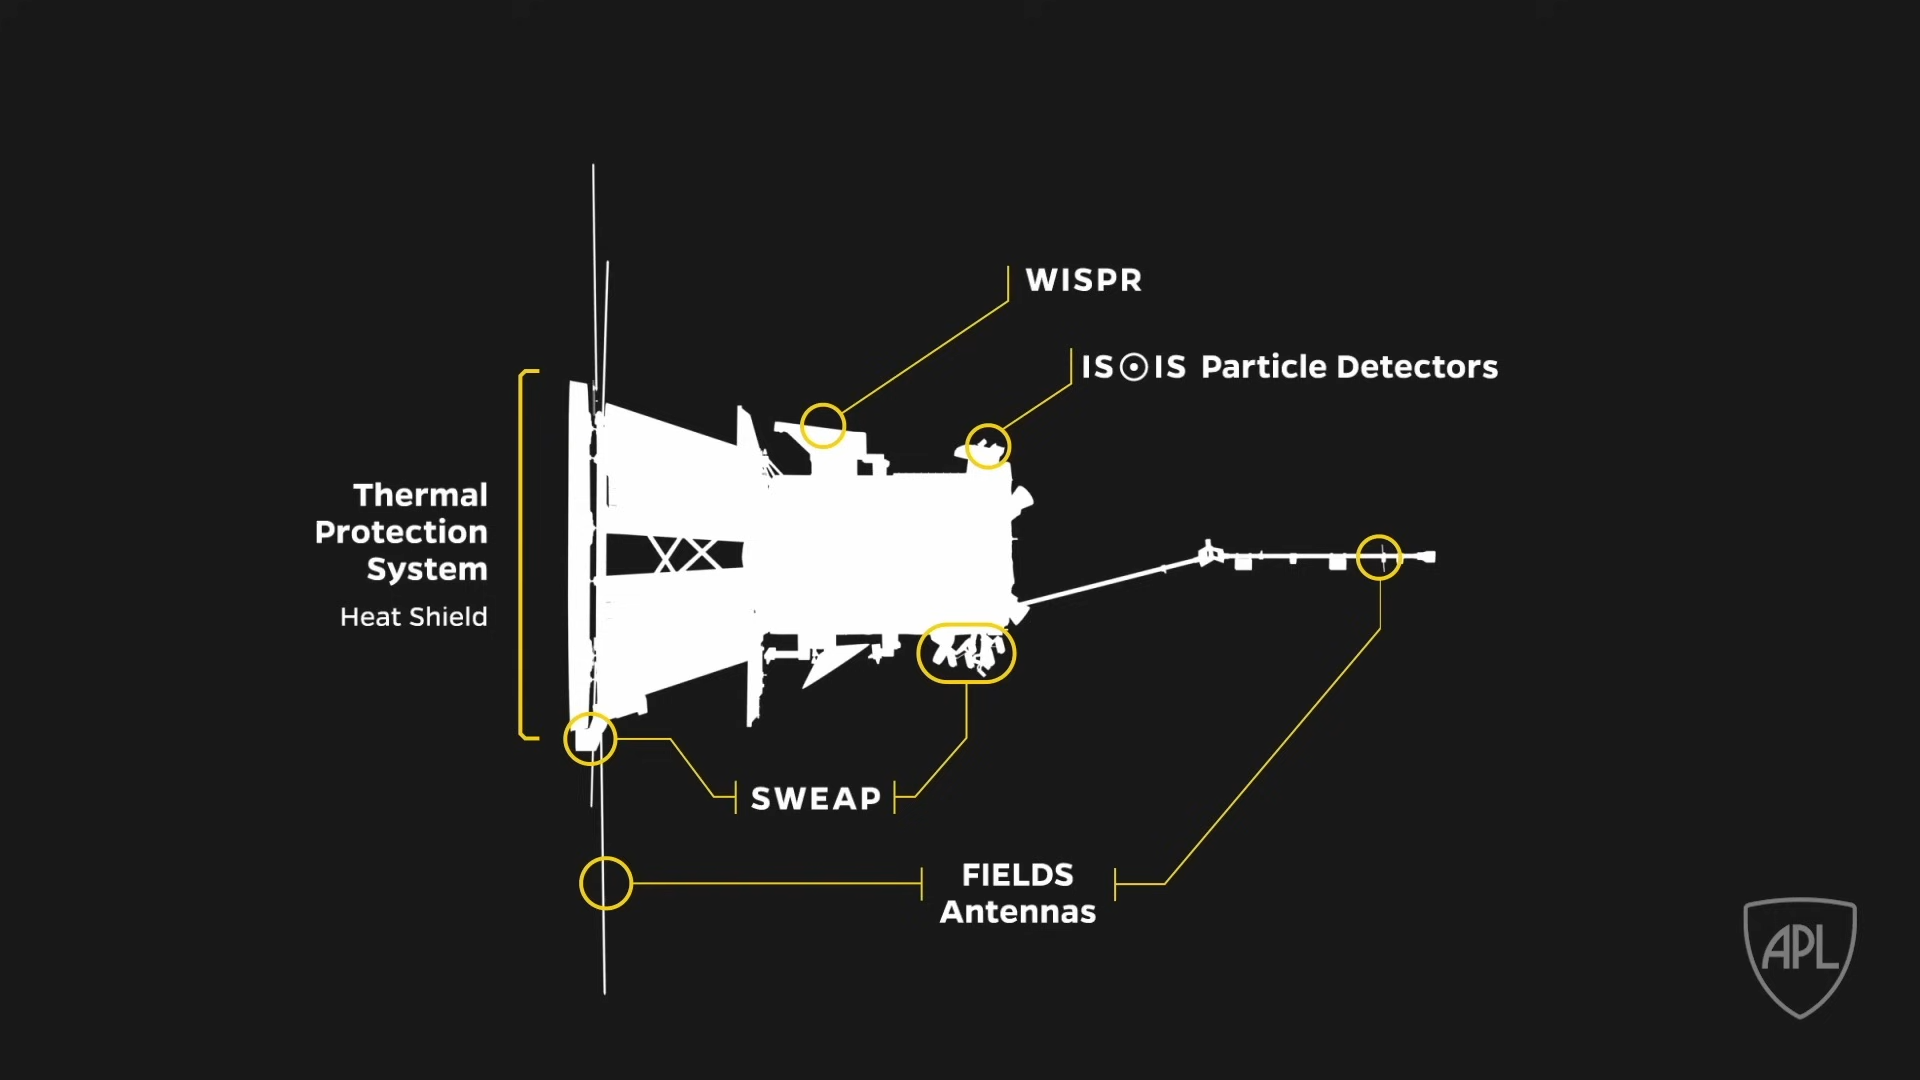 WISPR
IS☉IS Particle Detectors
Thermal
Protection
System
Heat Shield
SWEAP
FIELDS
Antennas
APL